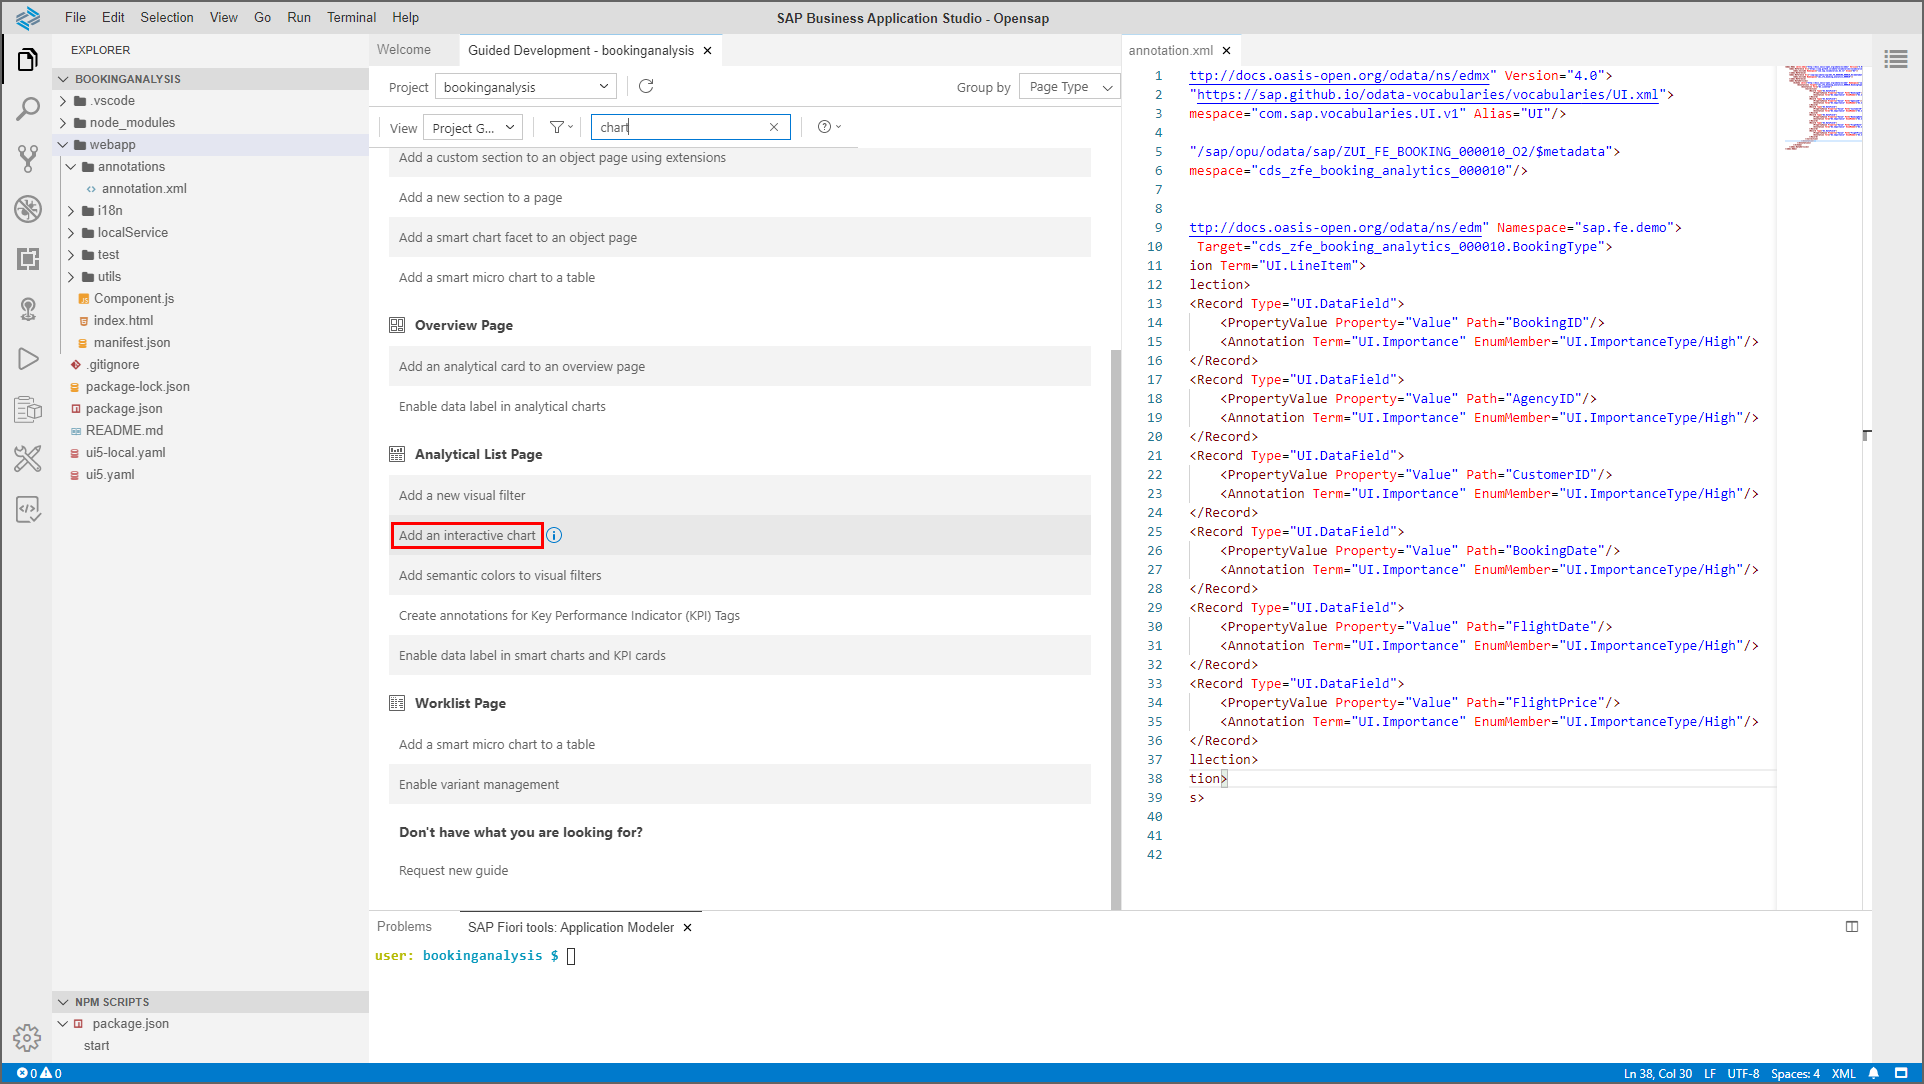 File Edit Selection View Go Run Terminal Help
SAP Business Application Studio - Opensap
EXPLORER
BOOKINGANALYSIS
.vscode
node_modules
webapp
annotations
annotation.xml
i18n
localService
test
utils
Component.js
index.html
manifest.json
.gitignore
package-lock.json
package.json
README.md
ui5-local.yaml
ui5.yaml
NPM SCRIPTS
package.json
start
Welcome
Guided Development - bookinganalysis
Project bookinganalysis
Group by Page Type
View Project G...
chart
Add a custom section to an object page using extensions
Add a new section to a page
Add a smart chart facet to an object page
Add a smart micro chart to a table
Overview Page
Add an analytical card to an overview page
Enable data label in analytical charts
Analytical List Page
Add a new visual filter
Add an interactive chart
Add semantic colors to visual filters
Create annotations for Key Performance Indicator (KPI) Tags
Enable data label in smart charts and KPI cards
Worklist Page
Add a smart micro chart to a table
Enable variant management
Don't have what you are looking for?
Request new guide
annotation.xml
1 ttp://docs.oasis-open.org/odata/ns/edmx" Version="4.0">
2 "https://sap.github.io/odata-vocabularies/vocabularies/UI.xml">
3 mespace="com.sap.vocabularies.UI.v1" Alias="UI"/>
4
5 "/sap/opu/odata/sap/ZUI_FE_BOOKING_000010_O2/$metadata">
6 mespace="cds_zfe_booking_analytics_000010"/>
7
8
9 ttp://docs.oasis-open.org/odata/ns/edm" Namespace="sap.fe.demo">
10 Target="cds_zfe_booking_analytics_000010.BookingType">
11 ion Term="UI.LineItem">
12 lection>
13 <Record Type="UI.DataField">
14 <PropertyValue Property="Value" Path="BookingID"/>
15 <Annotation Term="UI.Importance" EnumMember="UI.ImportanceType/High"/>
16 </Record>
17 <Record Type="UI.DataField">
18 <PropertyValue Property="Value" Path="AgencyID"/>
19 <Annotation Term="UI.Importance" EnumMember="UI.ImportanceType/High"/>
20 </Record>
21 <Record Type="UI.DataField">
22 <PropertyValue Property="Value" Path="CustomerID"/>
23 <Annotation Term="UI.Importance" EnumMember="UI.ImportanceType/High"/>
24 </Record>
25 <Record Type="UI.DataField">
26 <PropertyValue Property="Value" Path="BookingDate"/>
27 <Annotation Term="UI.Importance" EnumMember="UI.ImportanceType/High"/>
28 </Record>
29 <Record Type="UI.DataField">
30 <PropertyValue Property="Value" Path="FlightDate"/>
31 <Annotation Term="UI.Importance" EnumMember="UI.ImportanceType/High"/>
32 </Record>
33 <Record Type="UI.DataField">
34 <PropertyValue Property="Value" Path="FlightPrice"/>
35 <Annotation Term="UI.Importance" EnumMember="UI.ImportanceType/High"/>
36 </Record>
37 llection>
38 tion>
39 s>
40
41
42
Problems
SAP Fiori tools: Application Modeler
user: bookinganalysis $
0 0
Ln 38, Col 30 LF UTF-8 Spaces: 4 XML